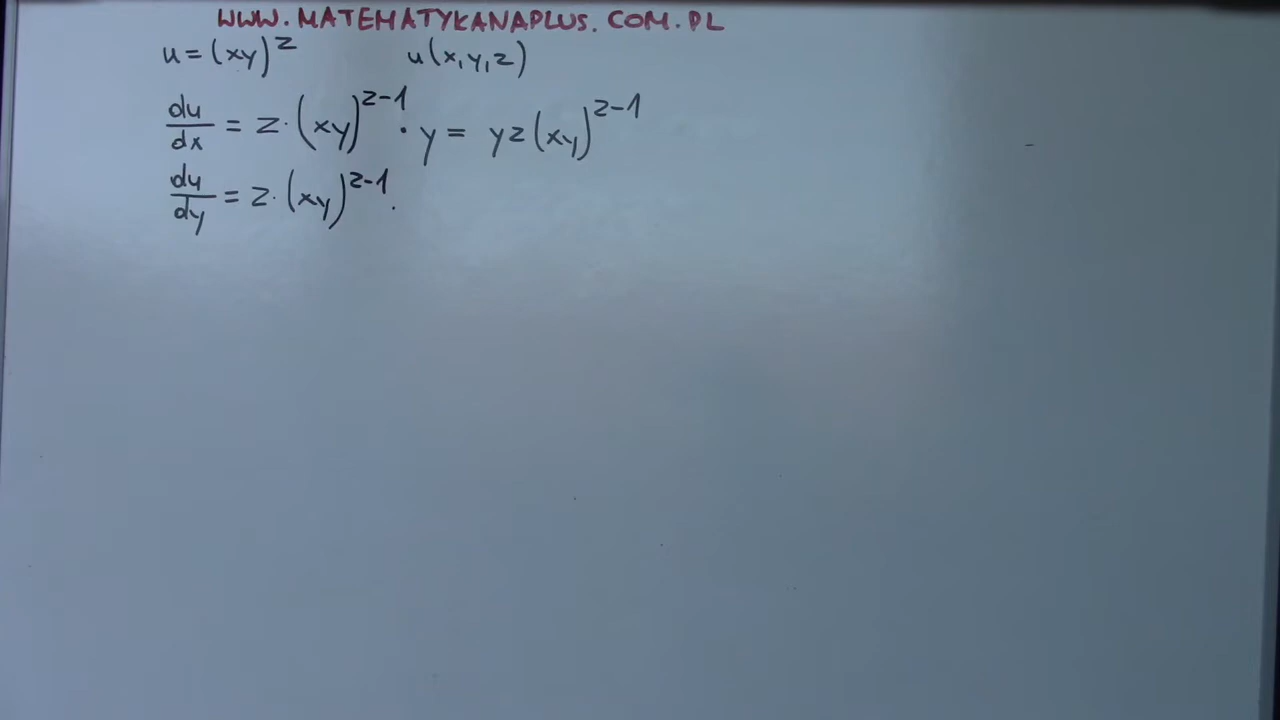 WWW.MATEMATYKANAPLUS.COM.PL
u = (xy)^z    u(x,y,z)
du/dx = z·(xy)^{z-1} · y = yz(xy)^{z-1}
du/dy = z·(xy)^{z-1}·